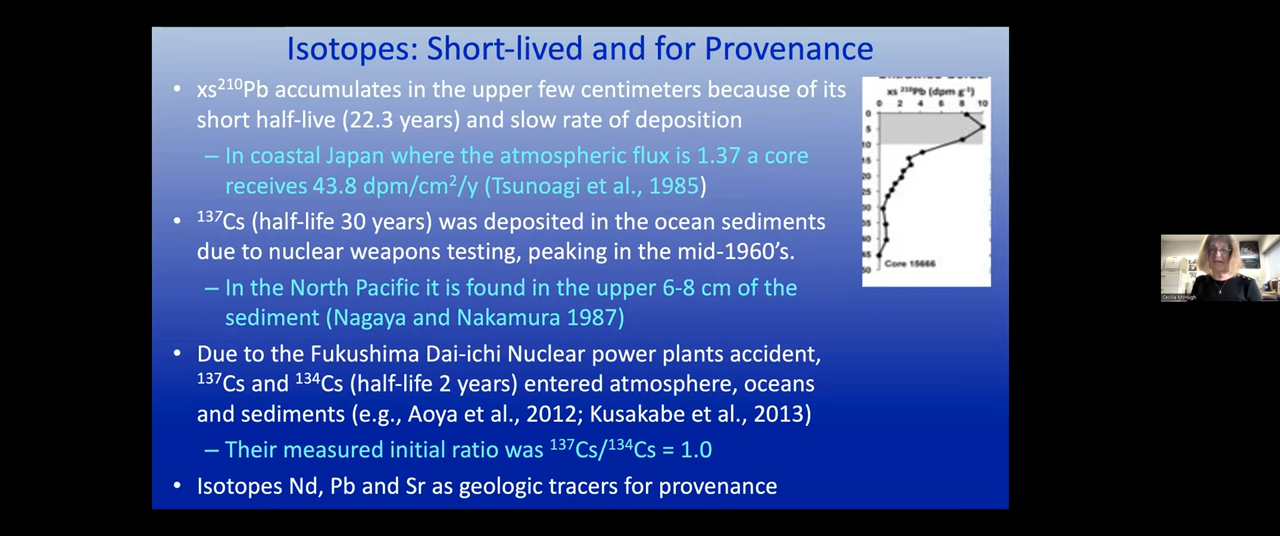 Isotopes: Short-lived and for Provenance
• xs²¹⁰Pb accumulates in the upper few centimeters because of its
short half-live (22.3 years) and slow rate of deposition
– In coastal Japan where the atmospheric flux is 1.37 a core
receives 43.8 dpm/cm²/y (Tsunoagi et al., 1985)
• ¹³⁷Cs (half-life 30 years) was deposited in the ocean sediments
due to nuclear weapons testing, peaking in the mid-1960’s.
– In the North Pacific it is found in the upper 6-8 cm of the
sediment (Nagaya and Nakamura 1987)
• Due to the Fukushima Dai-ichi Nuclear power plants accident,
¹³⁷Cs and ¹³⁴Cs (half-life 2 years) entered atmosphere, oceans
and sediments (e.g., Aoya et al., 2012; Kusakabe et al., 2013)
– Their measured initial ratio was ¹³⁷Cs/¹³⁴Cs = 1.0
• Isotopes Nd, Pb and Sr as geologic tracers for provenance
xs ²¹⁰Pb (dpm g⁻¹)
0 2 4 6 8 10
0
5
10
15
20
25
30
35
40
45
50
Core 15666
Cecilia McHugh